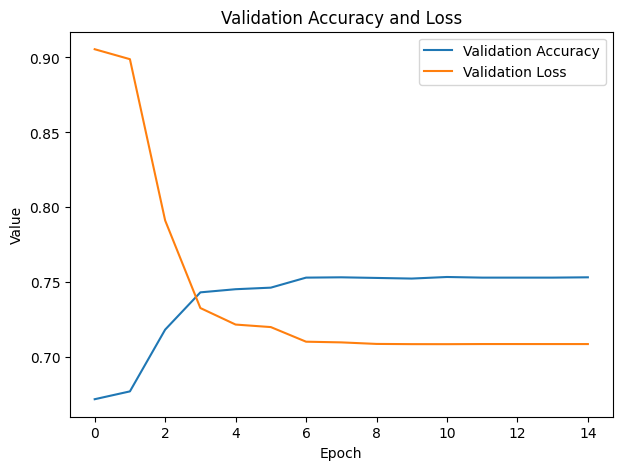 Validation Accuracy and Loss
Validation Accuracy
Validation Loss
0.90
0.85
0.80
0.75
0.70
Value
0 2 4 6 8 10 12 14
Epoch